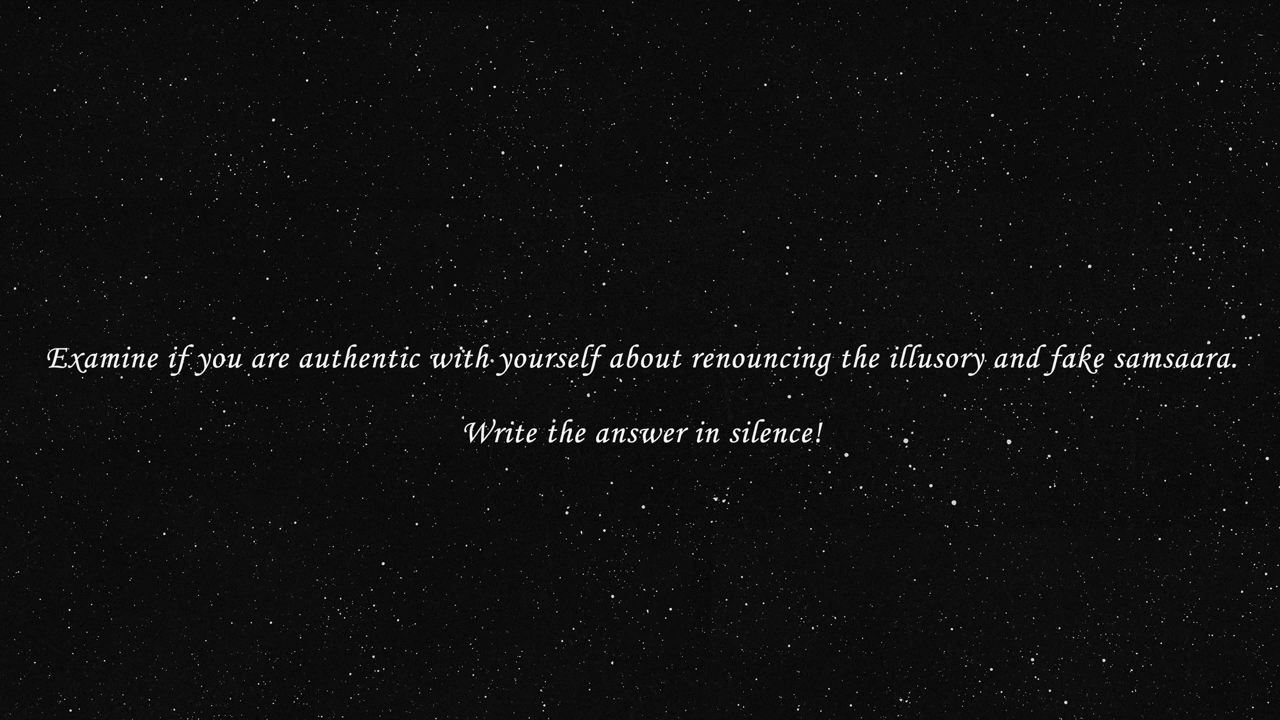 Examine if you are authentic with yourself about renouncing the illusory and fake samsaara.
Write the answer in silence!